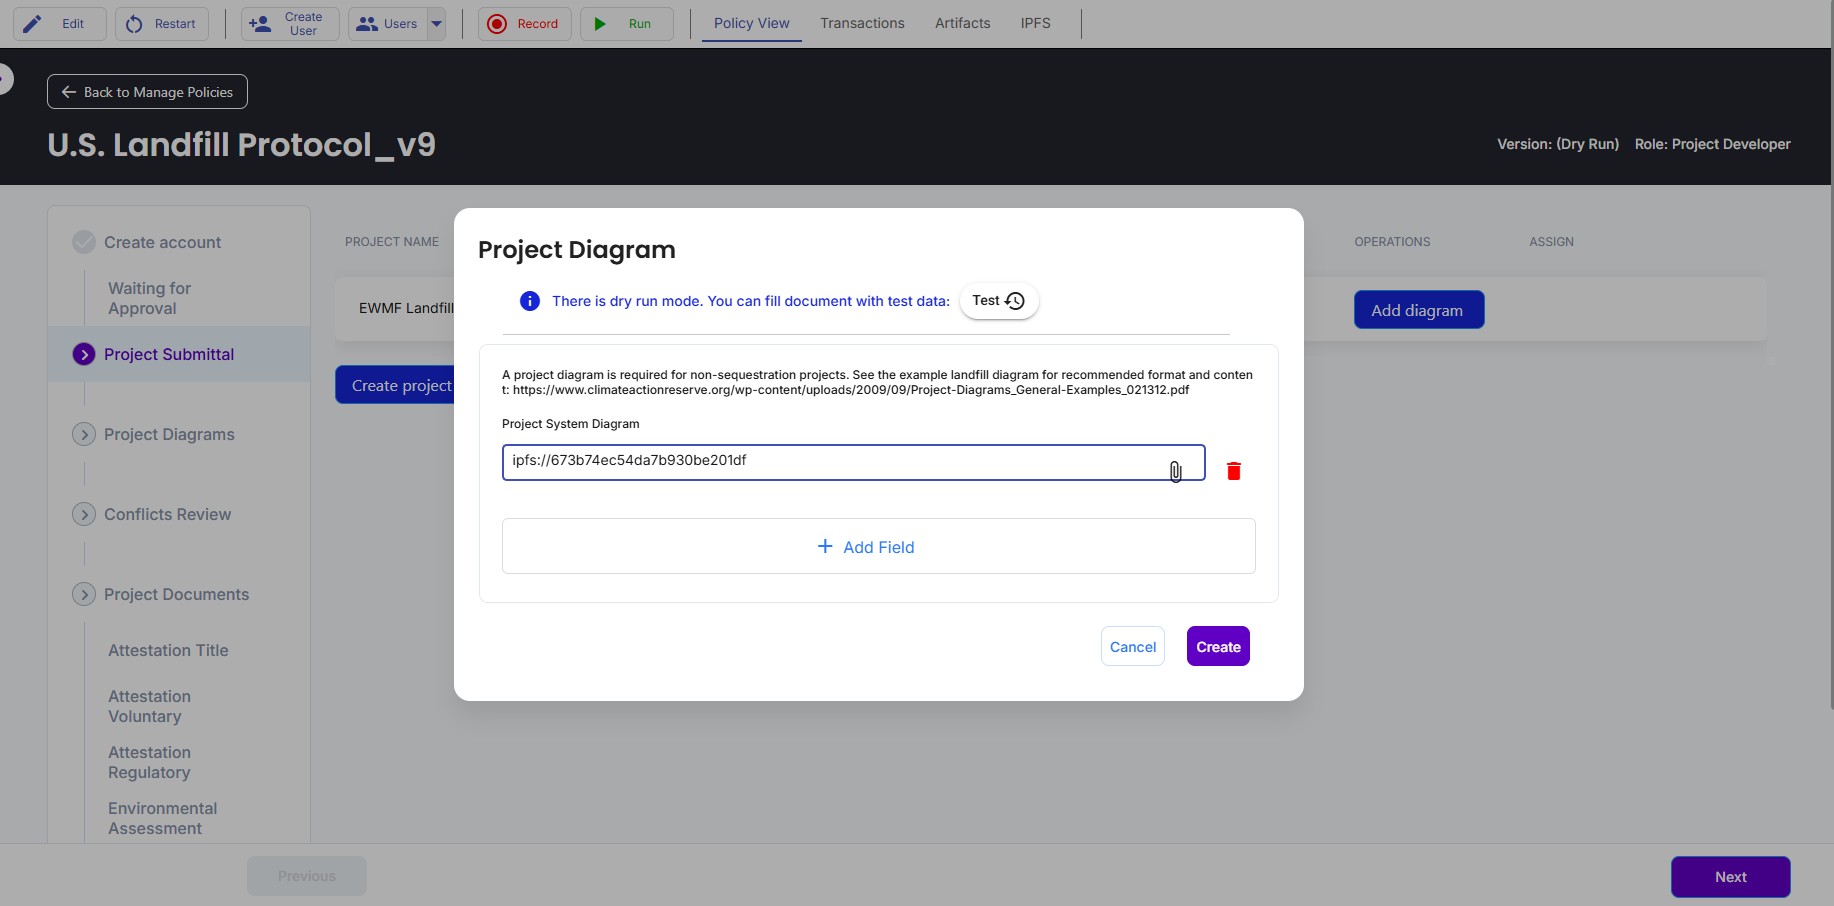 Edit
Restart
Create
User
Users
Record
Run
Policy View
Transactions
Artifacts
IPFS
Back to Manage Policies
U.S. Landfill Protocol_v9
Version: (Dry Run)
Role: Project Developer
Create account
Waiting for
Approval
Project Submittal
Project Diagrams
Conflicts Review
Project Documents
Attestation Title
Attestation
Voluntary
Attestation
Regulatory
Environmental
Assessment
PROJECT NAME
OPERATIONS
ASSIGN
EWMF Landfill
Add diagram
Create project
Project Diagram
There is dry run mode. You can fill document with test data:
Test
A project diagram is required for non-sequestration projects. See the example landfill diagram for recommended format and conten
t: https://www.climateactionreserve.org/wp-content/uploads/2009/09/Project-Diagrams_General-Examples_021312.pdf
Project System Diagram
ipfs://673b74ec54da7b930be201df
Add Field
Cancel
Create
Previous
Next